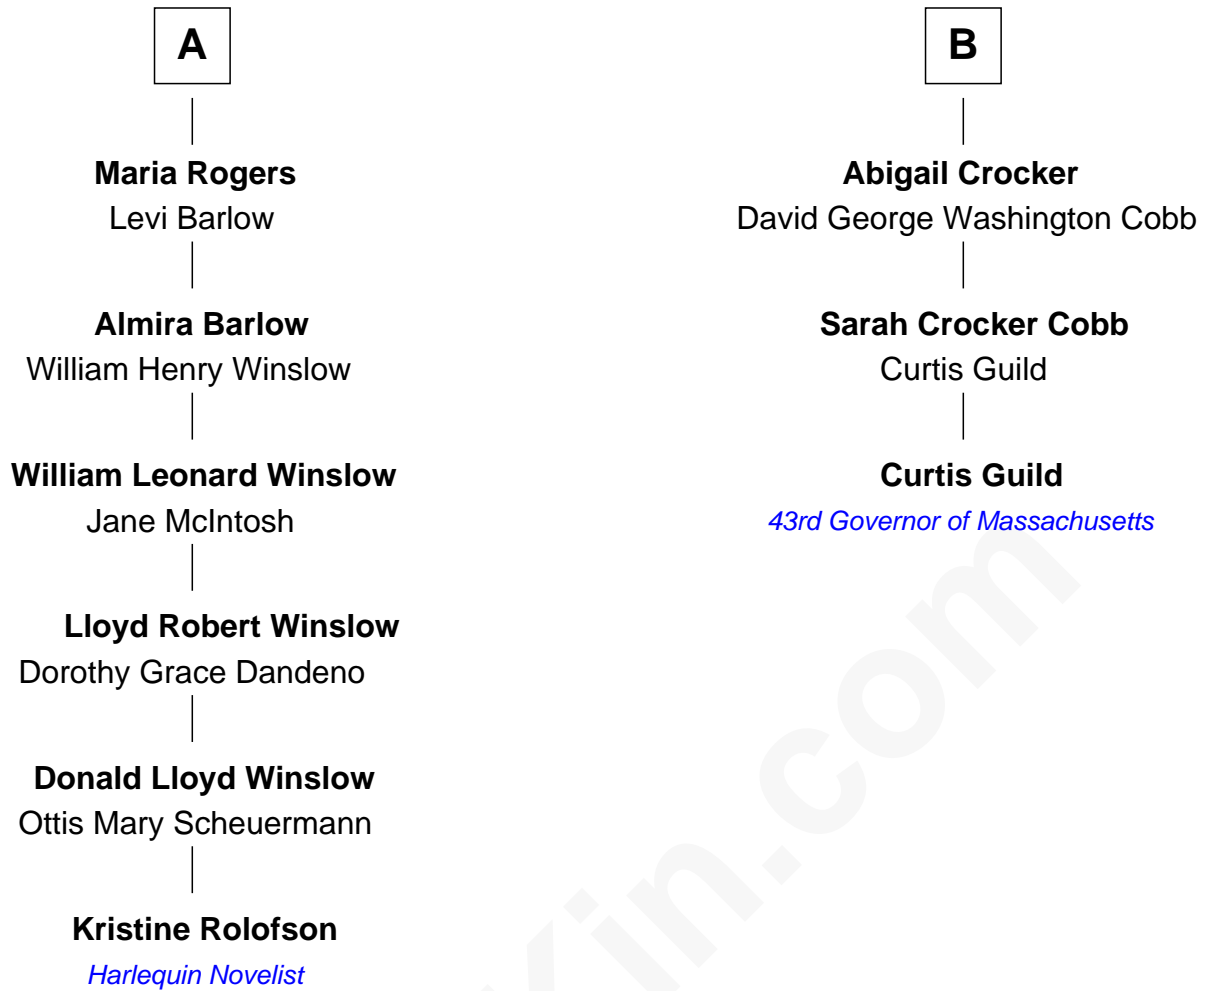 A
Maria Rogers
Levi Barlow
Almira Barlow
William Henry Winslow
William Leonard Winslow
Jane McIntosh
Lloyd Robert Winslow
Dorothy Grace Dandeno
Donald Lloyd Winslow
Ottis Mary Scheuermann
Kristine Rolofson
Harlequin Novelist
B
Abigail Crocker
David George Washington Cobb
Sarah Crocker Cobb
Curtis Guild
Curtis Guild
43rd Governor of Massachusetts
Kin.com